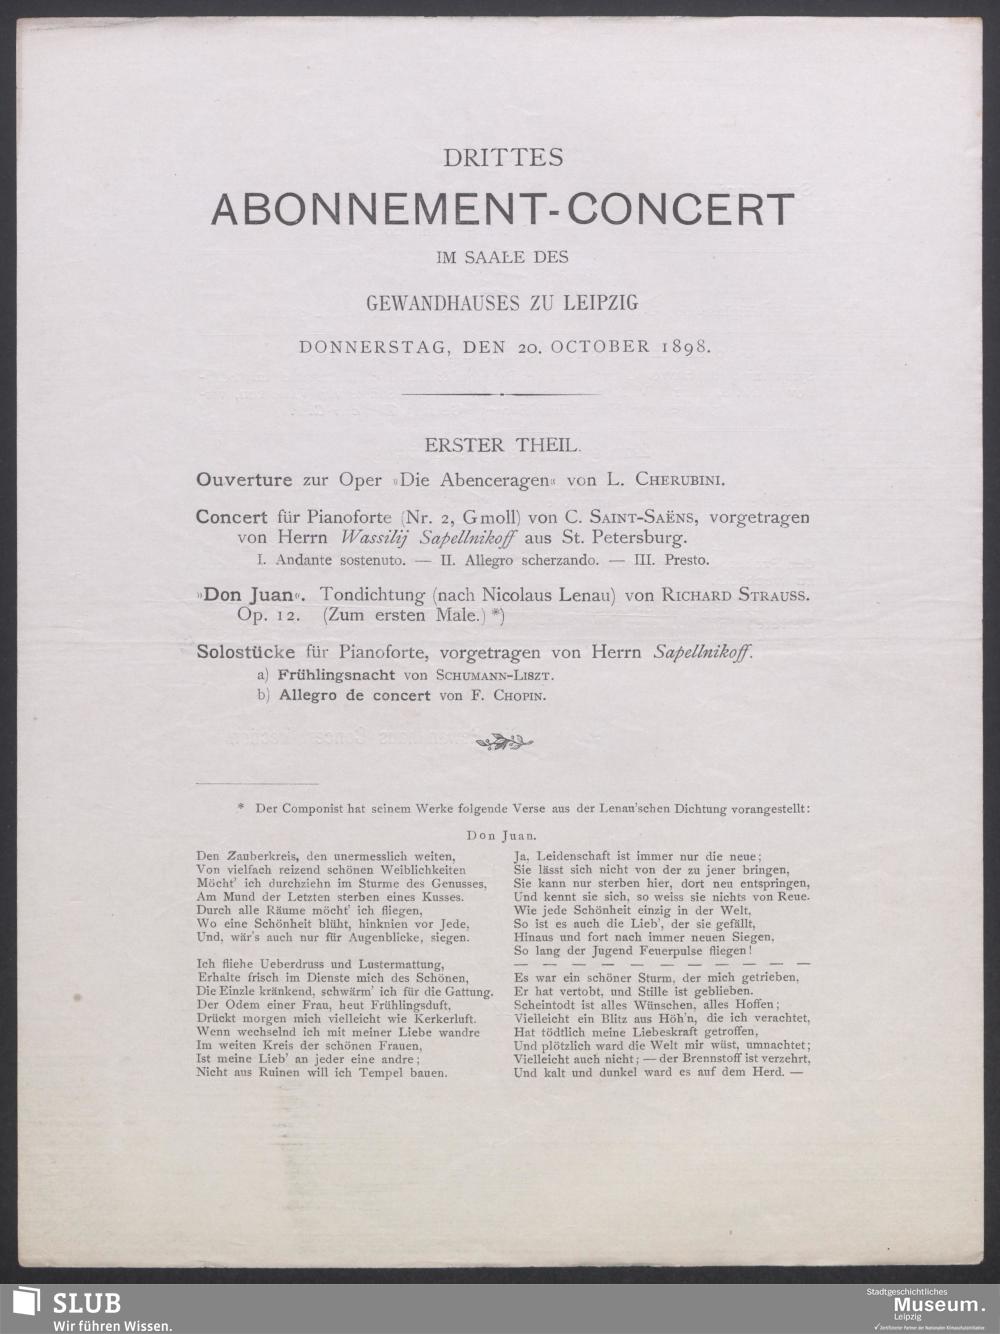 DRITTES
ABONNEMENT-CONCERT
IM SAALE DES
GEWANDHAUSES ZU LEIPZIG
DONNERSTAG, DEN 20. OCTOBER 1898.
ERSTER THEIL.
Ouverture zur Oper »Die Abenceragen« von L. CHERUBINI.
Concert für Pianoforte (Nr. 2, Gmoll) von C. SAINT-SAËNS, vorgetragen
von Herrn Wassilij Sapellnikoff aus St. Petersburg.
I. Andante sostenuto. — II. Allegro scherzando. — III. Presto.
»Don Juan«. Tondichtung (nach Nicolaus Lenau) von RICHARD STRAUSS.
Op. 12. (Zum ersten Male.) *)
Solostücke für Pianoforte, vorgetragen von Herrn Sapellnikoff.
a) Frühlingsnacht von SCHUMANN-LISZT.
b) Allegro de concert von F. CHOPIN.
* Der Componist hat seinem Werke folgende Verse aus der Lenau'schen Dichtung vorangestellt:
Don Juan.
Den Zauberkreis, den unermesslich weiten,
Von vielfach reizend schönen Weiblichkeiten
Möcht' ich durchziehn im Sturme des Genusses,
Am Mund der Letzten sterben eines Kusses.
Durch alle Räume möcht' ich fliegen,
Wo eine Schönheit blüht, hinknien vor Jede,
Und, wär's auch nur für Augenblicke, siegen.
Ich fliehe Ueberdruss und Lustermattung,
Erhalte frisch im Dienste mich des Schönen,
Die Einzle kränkend, schwärm' ich für die Gattung.
Der Odem einer Frau, heut Frühlingsduft,
Drückt morgen mich vielleicht wie Kerkerluft.
Wenn wechselnd ich mit meiner Liebe wandre
Im weiten Kreis der schönen Frauen,
Ist meine Lieb' an jeder eine andre;
Nicht aus Ruinen will ich Tempel bauen.
Ja, Leidenschaft ist immer nur die neue;
Sie lässt sich nicht von der zu jener bringen,
Sie kann nur sterben hier, dort neu entspringen,
Und kennt sie sich, so weiss sie nichts von Reue.
Wie jede Schönheit einzig in der Welt,
So ist es auch die Lieb', der sie gefällt,
Hinaus und fort nach immer neuen Siegen,
So lang der Jugend Feuerpulse fliegen!
— — — — — — — — — — —
Es war ein schöner Sturm, der mich getrieben,
Er hat vertobt, und Stille ist geblieben.
Scheintodt ist alles Wünschen, alles Hoffen;
Vielleicht ein Blitz aus Höh'n, die ich verachtet,
Hat tödtlich meine Liebeskraft getroffen,
Und plötzlich ward die Welt mir wüst, umnachtet;
Vielleicht auch nicht; — der Brennstoff ist verzehrt,
Und kalt und dunkel ward es auf dem Herd. —
SLUB
Wir führen Wissen.
Stadtgeschichtliches
Museum.
Leipzig
Zertifizierter Partner der Nationalen Klimaschutzinitiative